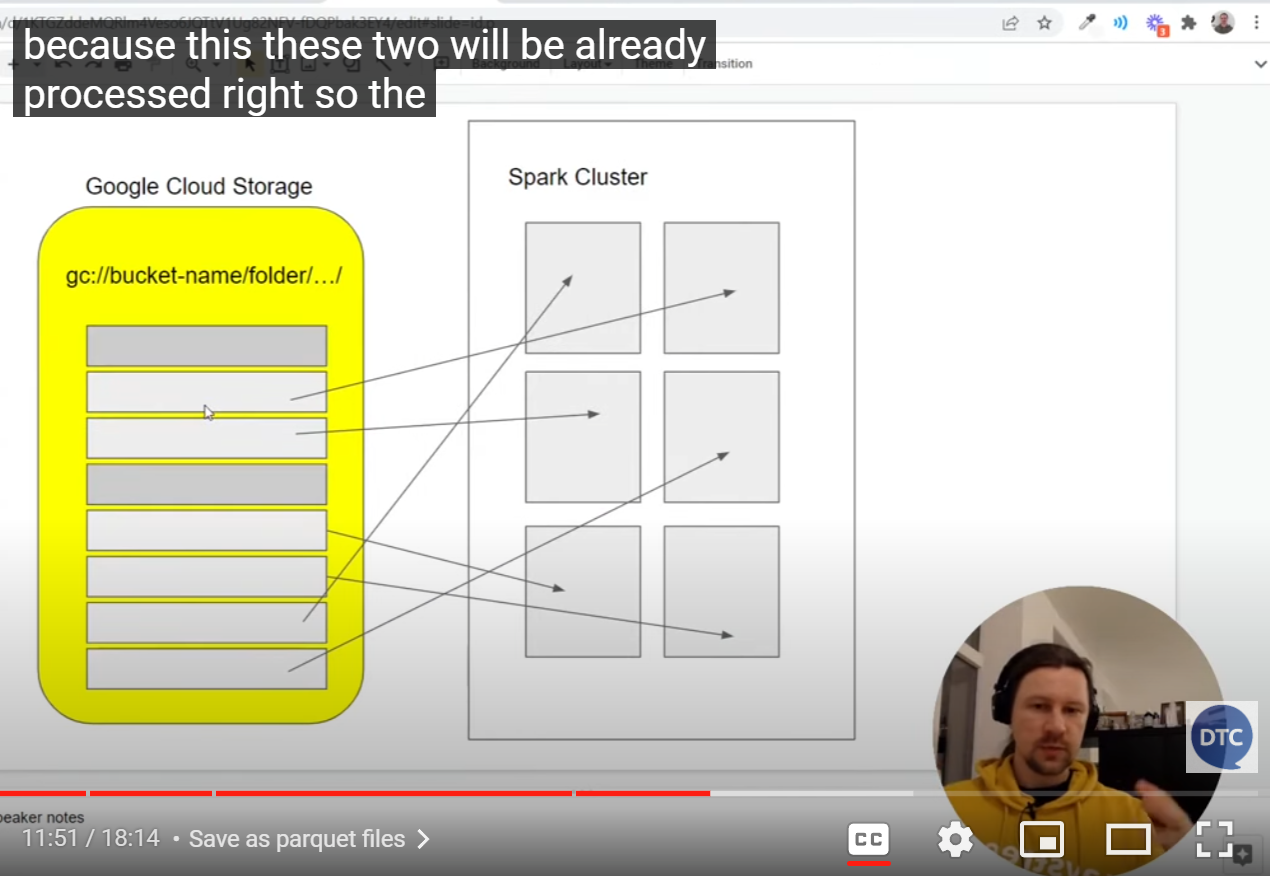 because this these two will be already
processed right so the
Background Layout Theme Transition
Google Cloud Storage
Spark Cluster
gc://bucket-name/folder/…/
3
DTC
peaker notes
11:51 / 18:14 • Save as parquet files
CC